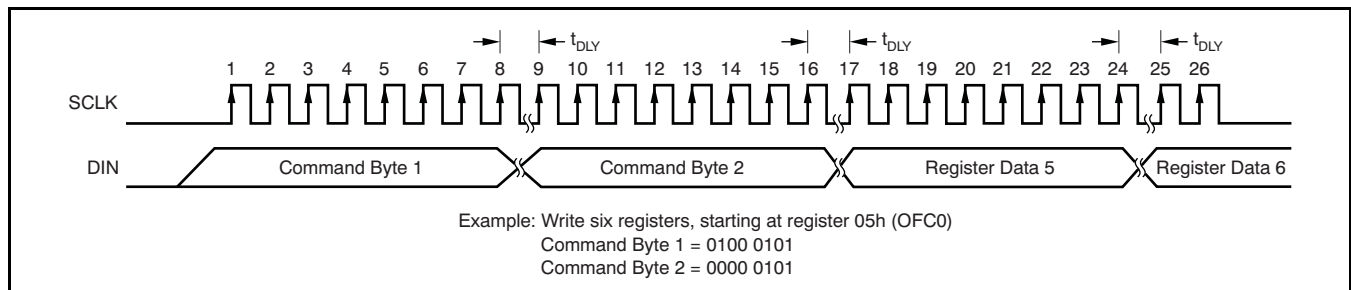 t_DLY t_DLY t_DLY
1 2 3 4 5 6 7 8 9 10 11 12 13 14 15 16 17 18 19 20 21 22 23 24 25 26
SCLK
DIN Command Byte 1 Command Byte 2 Register Data 5 Register Data 6
Example: Write six registers, starting at register 05h (OFC0)
Command Byte 1 = 0100 0101
Command Byte 2 = 0000 0101